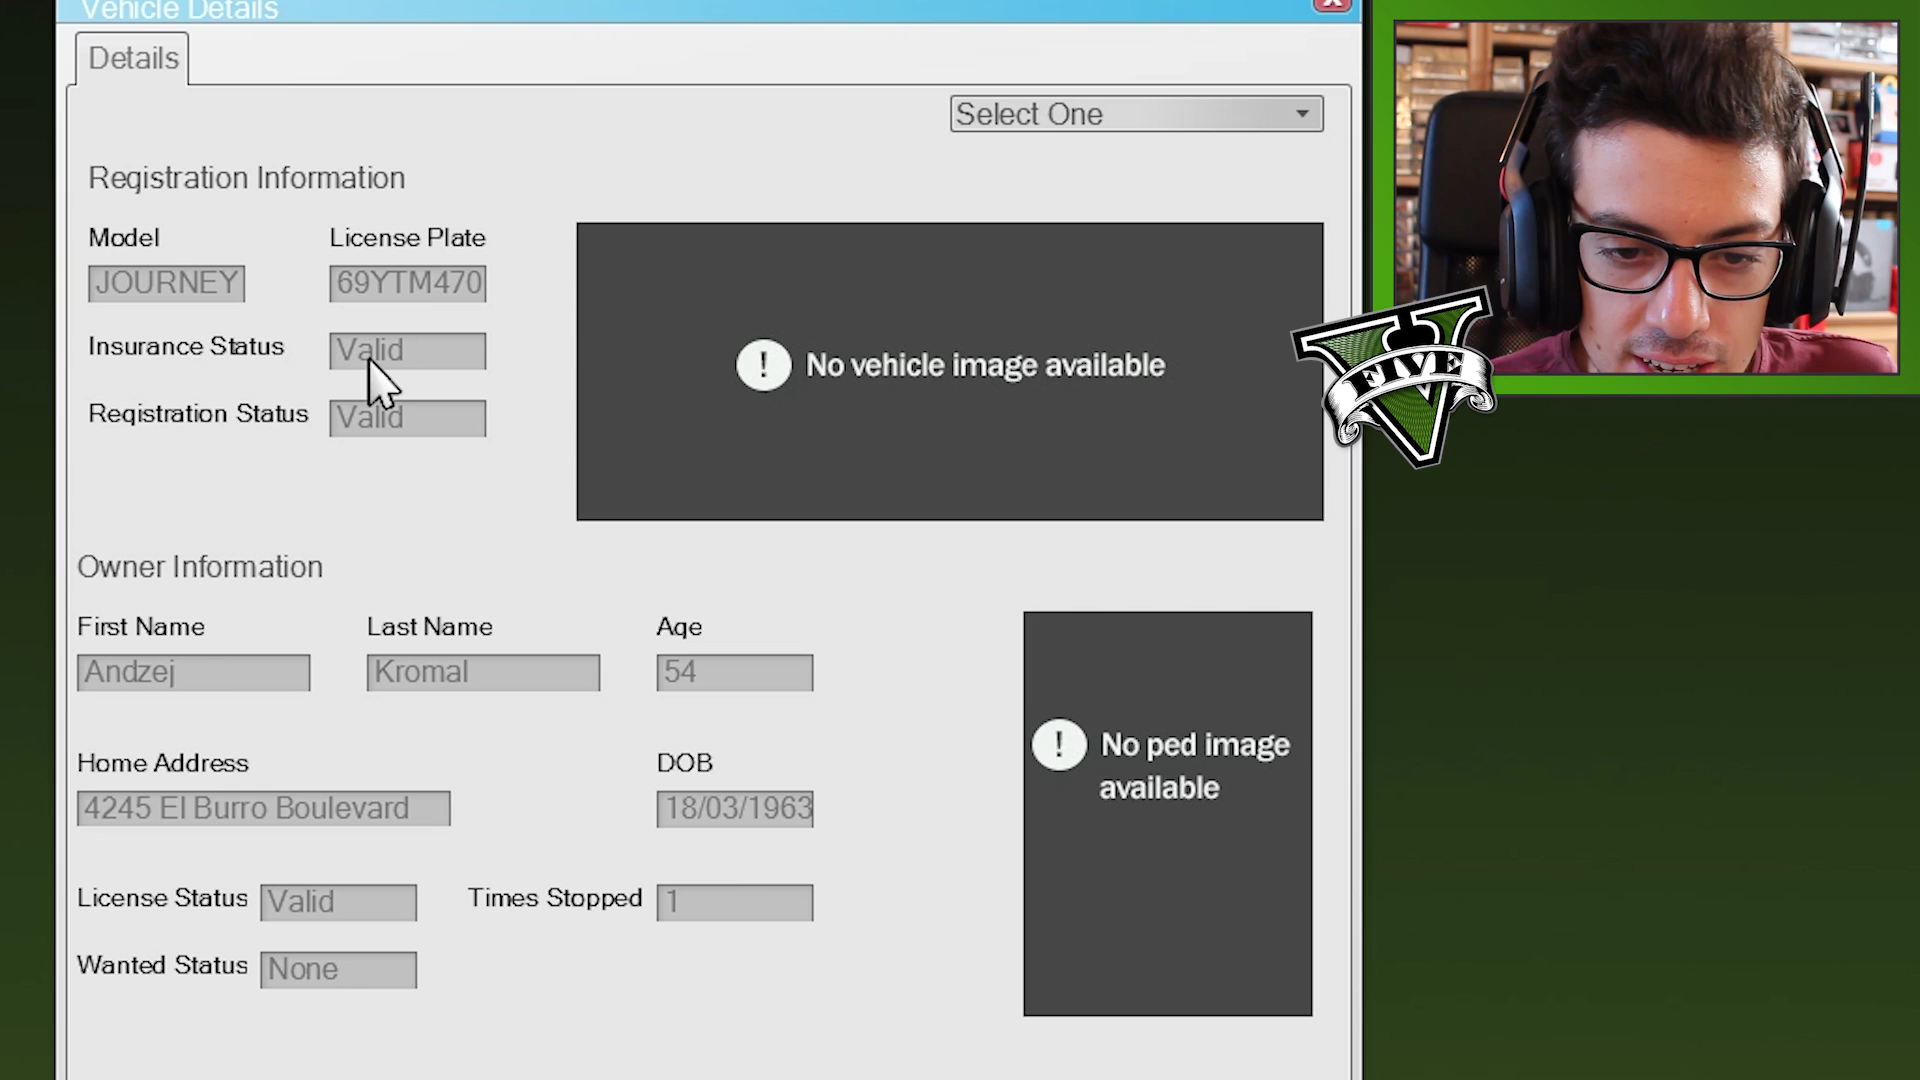 Vehicle Details
Details
Select One
Registration Information
Model
License Plate
JOURNEY
69YTM470
Insurance Status
Valid
Registration Status
Valid
! No vehicle image available
FIVE
Owner Information
First Name
Last Name
Age
Andzej
Kromal
54
! No ped image
available
Home Address
DOB
4245 El Burro Boulevard
18/03/1963
License Status
Valid
Times Stopped
1
Wanted Status
None